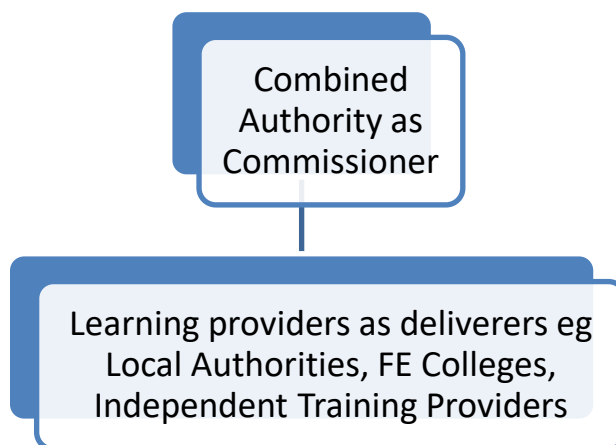 Combined
Authority as
Commissioner
Learning providers as deliverers eg
Local Authorities, FE Colleges,
Independent Training Providers